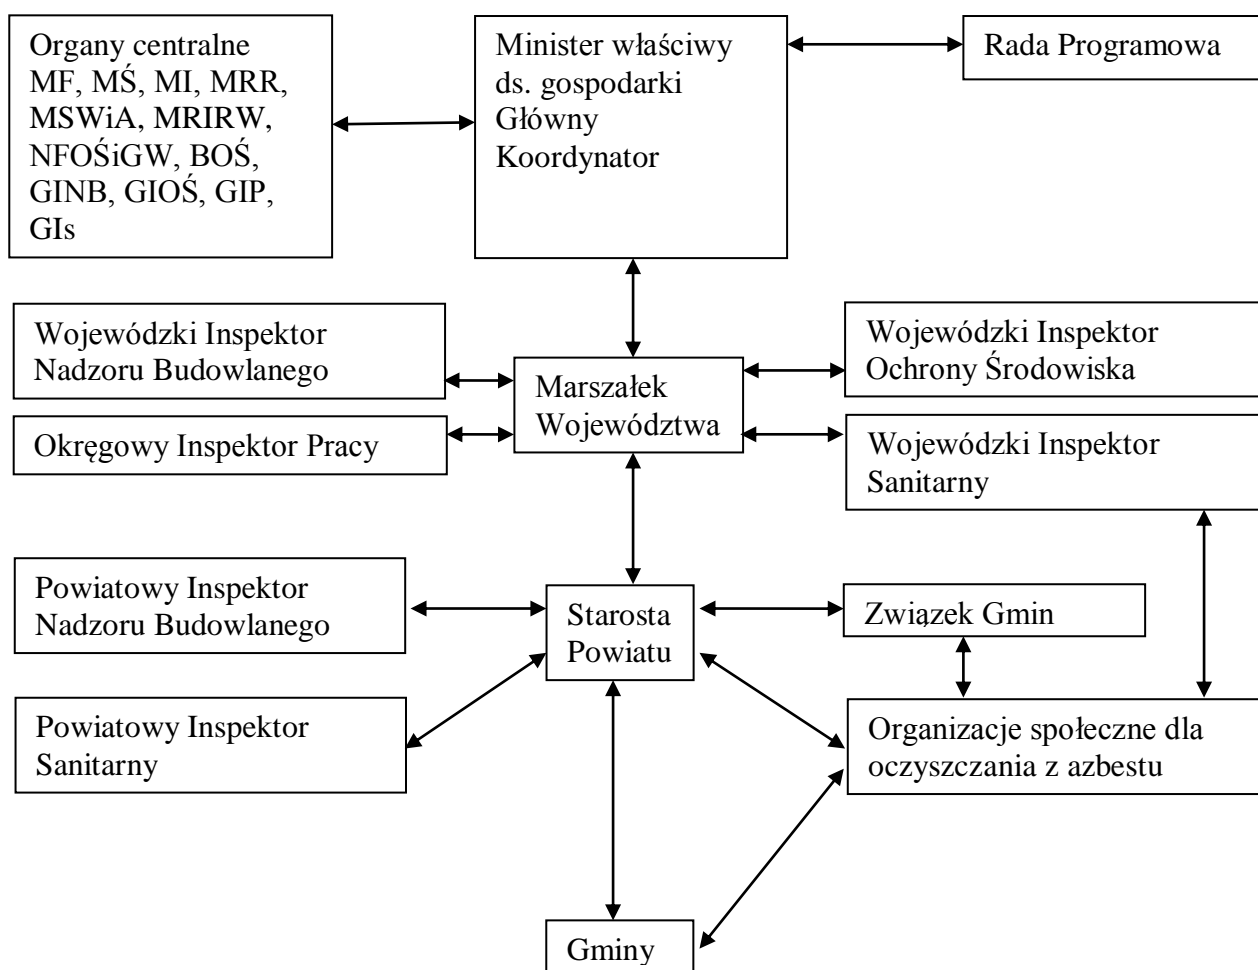 Organy centralne
MF, MŚ, MI, MRR,
MSWiA, MRIRW,
NFOŚiGW, BOŚ,
GINB, GIOŚ, GIP,
GIs
Minister właściwy
ds. gospodarki
Główny
Koordynator
Rada Programowa
Wojewódzki Inspektor
Nadzoru Budowlanego
Okręgowy Inspektor Pracy
Marszałek
Województwa
Wojewódzki Inspektor
Ochrony Środowiska
Wojewódzki Inspektor
Sanitarny
Powiatowy Inspektor
Nadzoru Budowlanego
Powiatowy Inspektor
Sanitarny
Starosta
Powiatu
Związek Gmin
Organizacje społeczne dla
oczyszczania z azbestu
Gminy